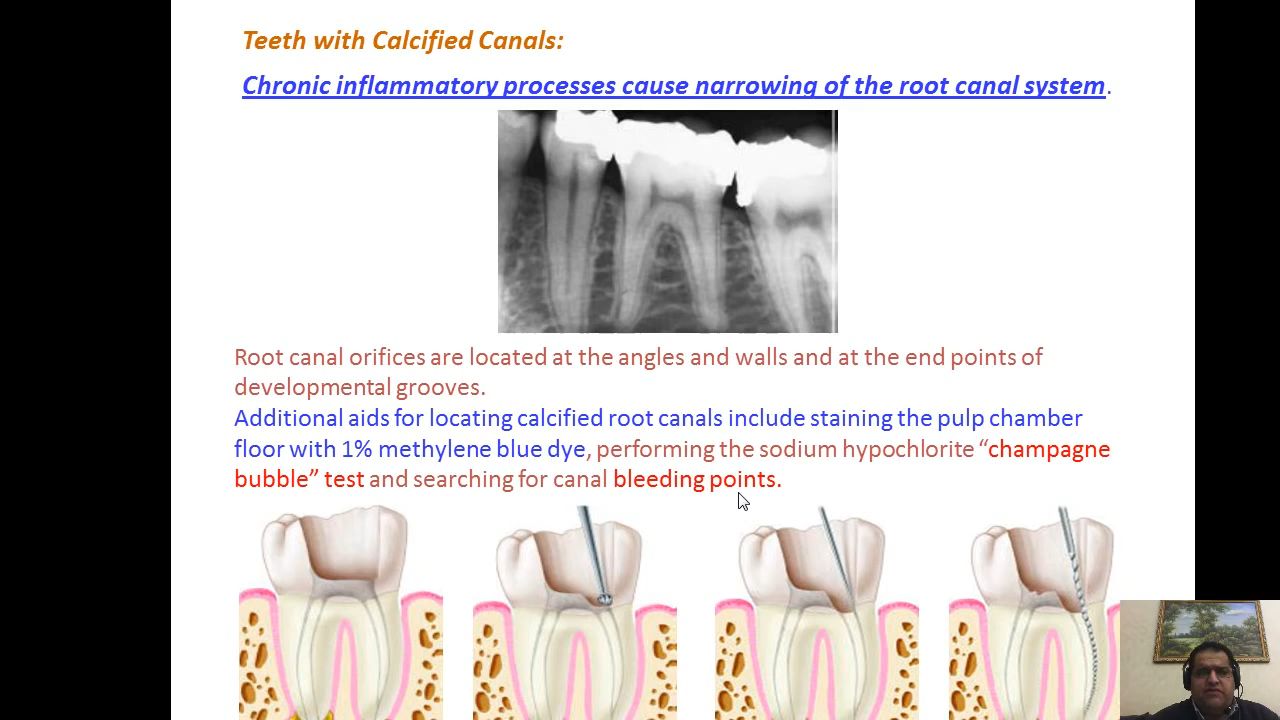 Teeth with Calcified Canals:
Chronic inflammatory processes cause narrowing of the root canal system.
Root canal orifices are located at the angles and walls and at the end points of
developmental grooves.
Additional aids for locating calcified root canals include staining the pulp chamber
floor with 1% methylene blue dye, performing the sodium hypochlorite “champagne
bubble” test and searching for canal bleeding points.